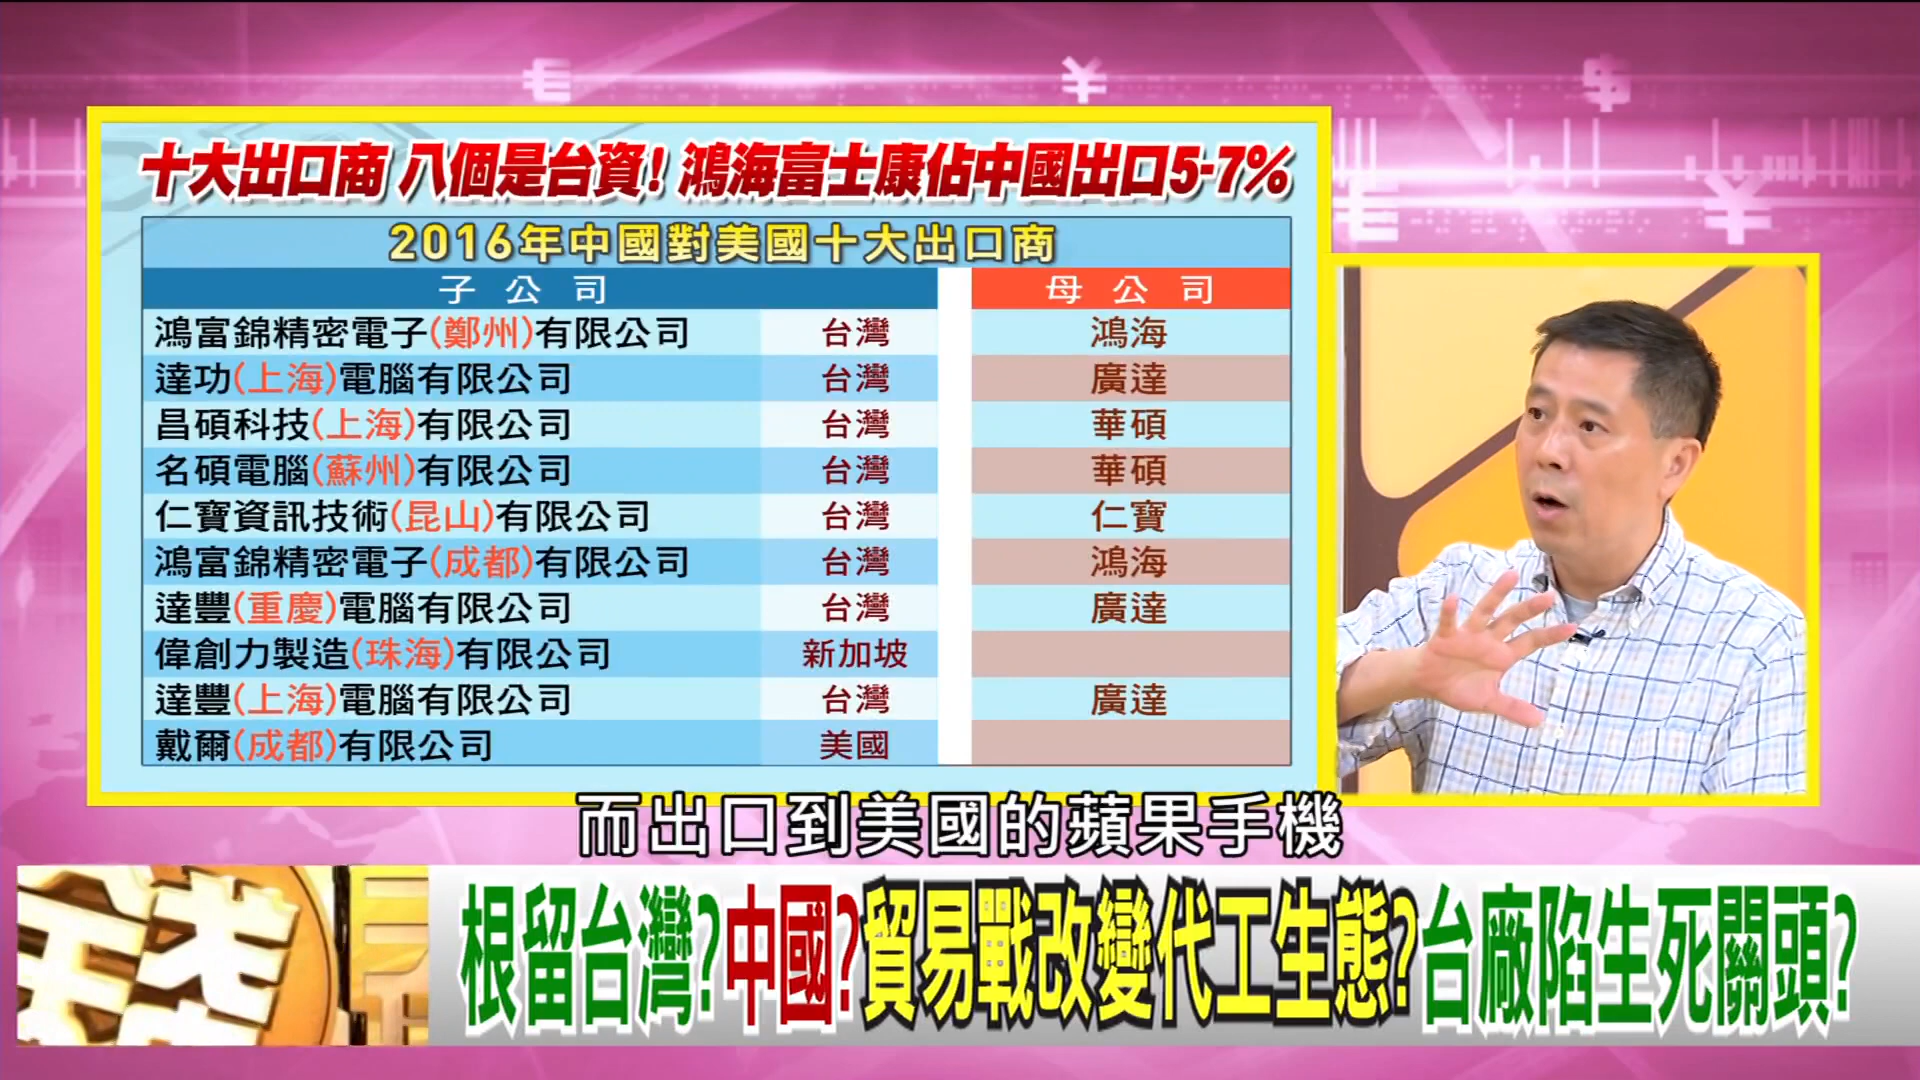 十大出口商 八個是台資! 鴻海富士康佔中國出口5-7%
2016年中國對美國十大出口商
子公司 母公司
鴻富錦精密電子(鄭州)有限公司 台灣 鴻海
達功(上海)電腦有限公司 台灣 廣達
昌碩科技(上海)有限公司 台灣 華碩
名碩電腦(蘇州)有限公司 台灣 華碩
仁寶資訊技術(昆山)有限公司 台灣 仁寶
鴻富錦精密電子(成都)有限公司 台灣 鴻海
達豐(重慶)電腦有限公司 台灣 廣達
偉創力製造(珠海)有限公司 新加坡
達豐(上海)電腦有限公司 台灣 廣達
戴爾(成都)有限公司 美國
而出口到美國的蘋果手機
根留台灣?中國?貿易戰改變代工生態?台廠陷生死關頭?